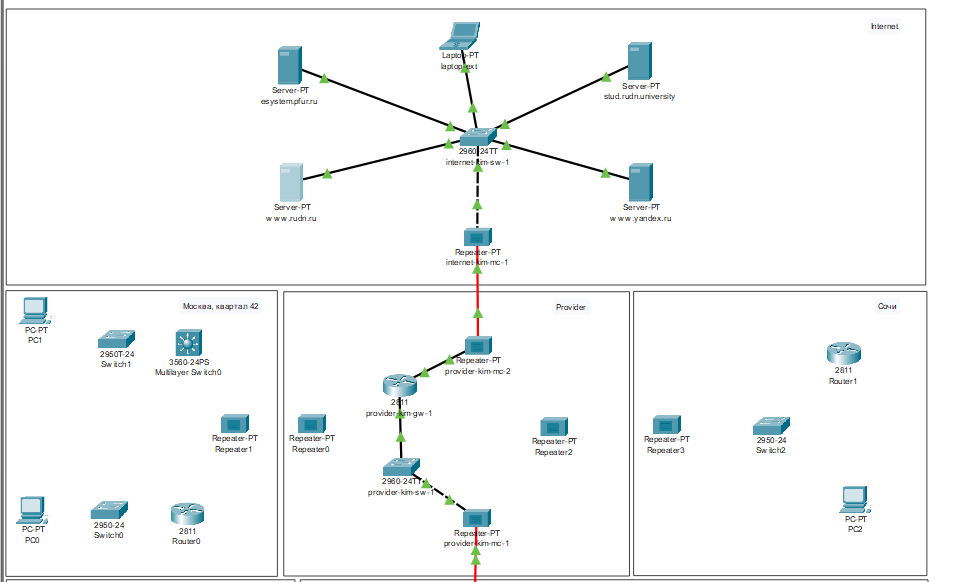 Internet
Laptop-PT
laptop-ext
Server-PT
esystem.pfur.ru
Server-PT
stud.rudn.university
2960-24TT
internet-kim-sw-1
Server-PT
www.rudn.ru
Server-PT
www.yandex.ru
Repeater-PT
internet-kim-mc-1
Москва, квартал 42
PC-PT
PC1
2950T-24
Switch1
3560-24PS
Multilayer Switch0
Repeater-PT
Repeater1
PC-PT
PC0
2950-24
Switch0
2811
Router0
Provider
Repeater-PT
provider-kim-mc-2
2811
provider-kim-gw-1
Repeater-PT
Repeater0
Repeater-PT
Repeater2
2960-24TT
provider-kim-sw-1
Repeater-PT
provider-kim-mc-1
Сочи
2811
Router1
Repeater-PT
Repeater3
2950-24
Switch2
PC-PT
PC2